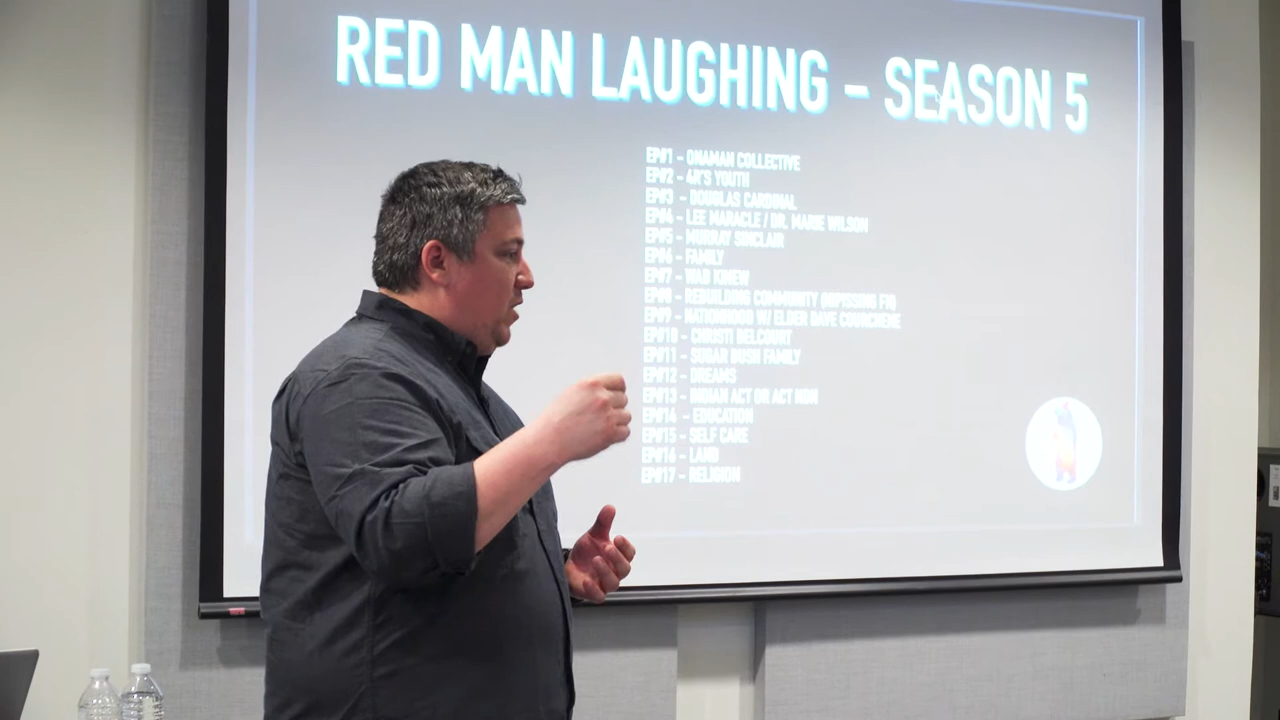 RED MAN LAUGHING – SEASON 5
EP#1 - ONAMAN COLLECTIVE
EP#2 - 4R'S YOUTH
EP#3 - DOUGLAS CARDINAL
EP#4 - LEE MARACLE / DR. MARIE WILSON
EP#5 - MURRAY SINCLAIR
EP#6 - FAMILY
EP#7 - WAB KINEW
EP#8 - REBUILDING COMMUNITY (NIPISSING FN)
EP#9 - NATIONHOOD W/ ELDER DAVE COURCHENE
EP#10 - CHRISTI BELCOURT
EP#11 - SUGAR BUSH FAMILY
EP#12 - DREAMS
EP#13 - INDIAN ACT OR ACT NDN
EP#14 - EDUCATION
EP#15 - SELF CARE
EP#16 - LAND
EP#17 - RELIGION